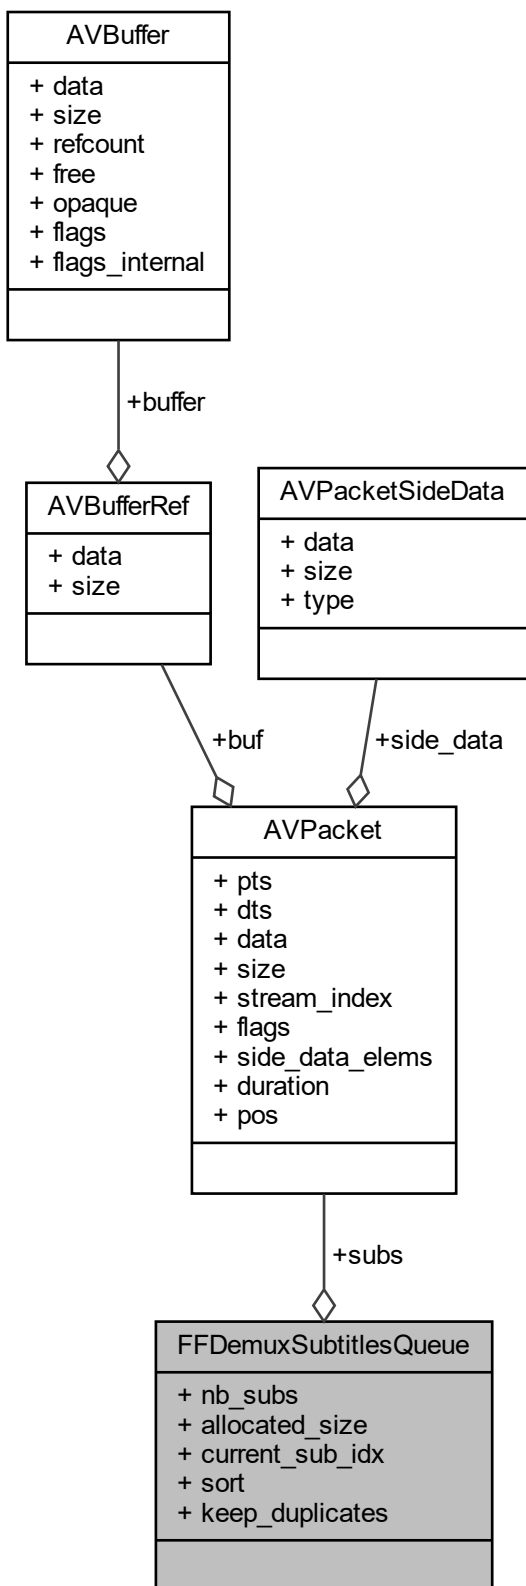 AVBuffer
+ data
+ size
+ refcount
+ free
+ opaque
+ flags
+ flags_internal
+buffer
AVBufferRef
+ data
+ size
AVPacketSideData
+ data
+ size
+ type
+buf
+side_data
AVPacket
+ pts
+ dts
+ data
+ size
+ stream_index
+ flags
+ side_data_elems
+ duration
+ pos
+subs
FFDemuxSubtitlesQueue
+ nb_subs
+ allocated_size
+ current_sub_idx
+ sort
+ keep_duplicates